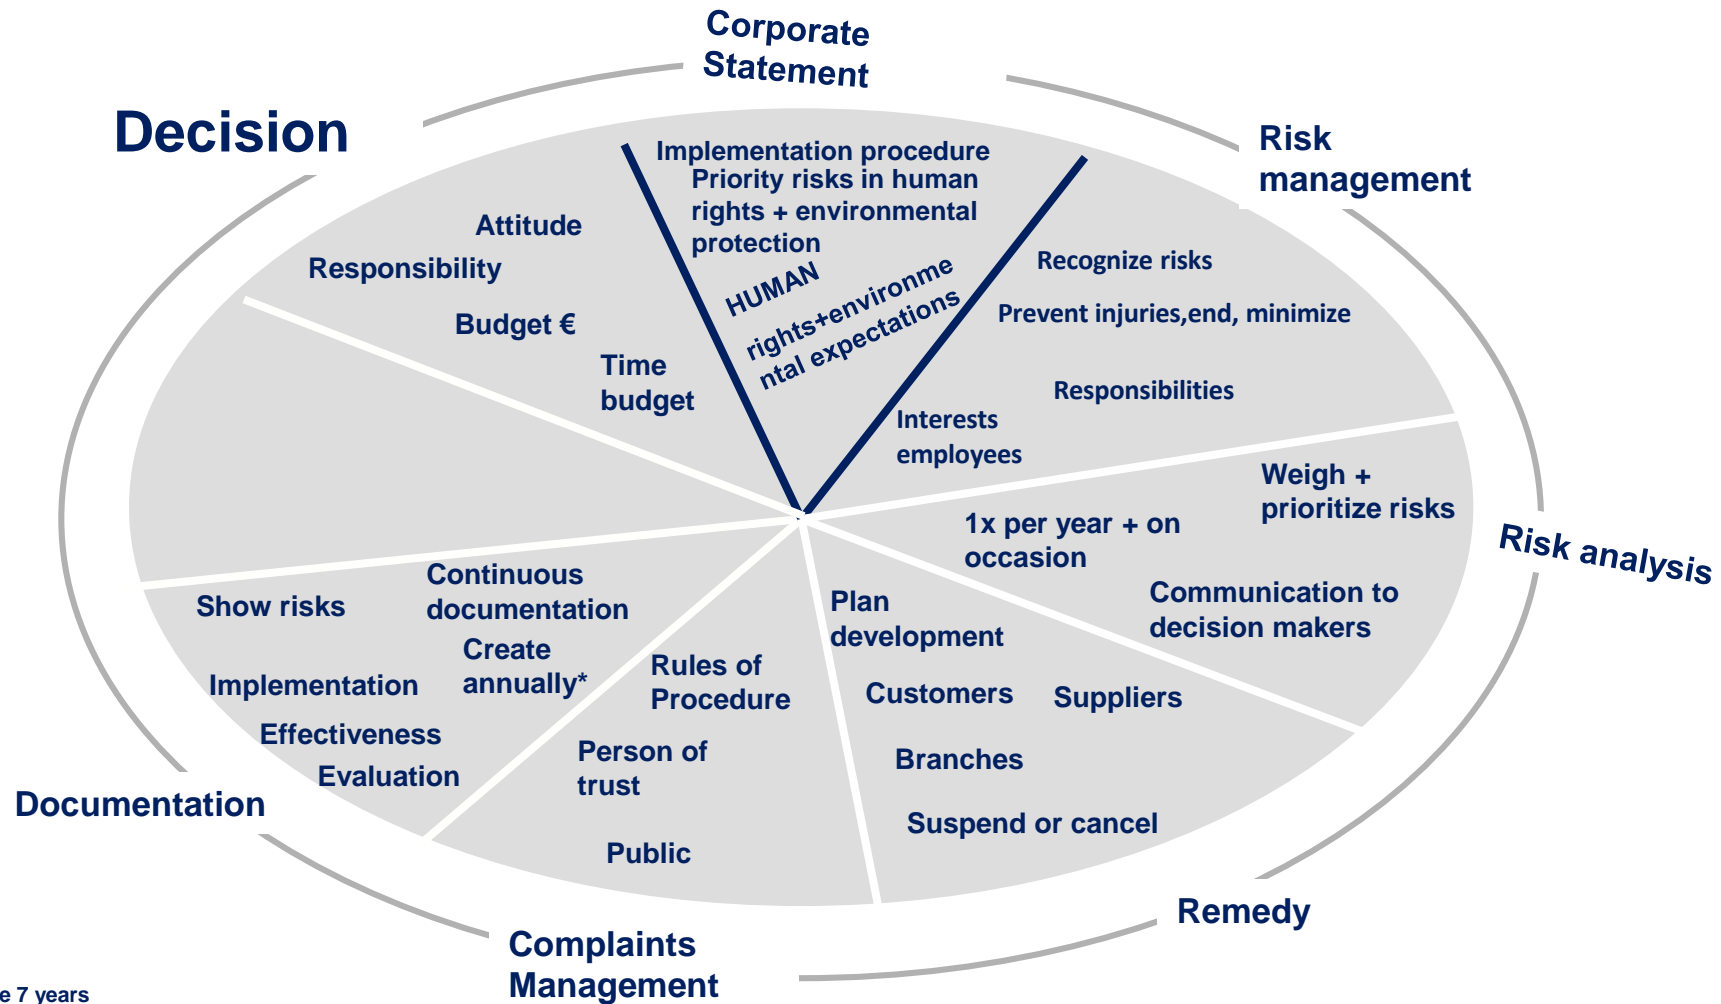 Corporate
Statement
Decision
Risk
management
Implementation procedure
Priority risks in human
rights + environmental
protection
HUMAN
rights+environme
ntal expectations
Attitude
Responsibility
Budget €
Time
budget
Recognize risks
Prevent injuries,end, minimize
Responsibilities
Interests
employees
Weigh +
prioritize risks
1x per year + on
occasion
Communication to
decision makers
Risk analysis
Plan
development
Customers
Suppliers
Branches
Suspend or cancel
Remedy
Rules of
Procedure
Person of
trust
Public
Complaints
Management
Continuous
documentation
Show risks
Create
annually*
Implementation
Effectiveness
Evaluation
Documentation
7 years